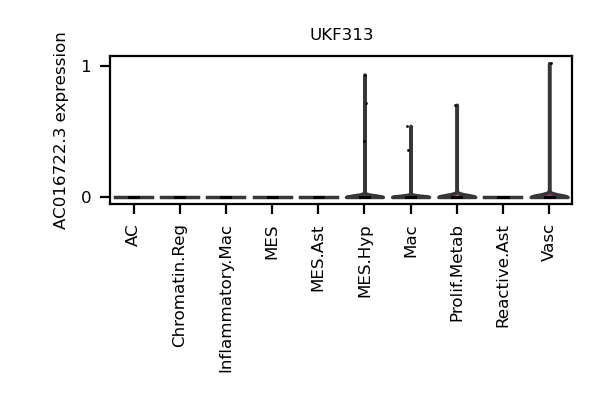 UKF313
AC016722.3 expression
1
0
AC
Chromatin.Reg
Inflammatory.Mac
MES
MES.Ast
MES.Hyp
Mac
Prolif.Metab
Reactive.Ast
Vasc